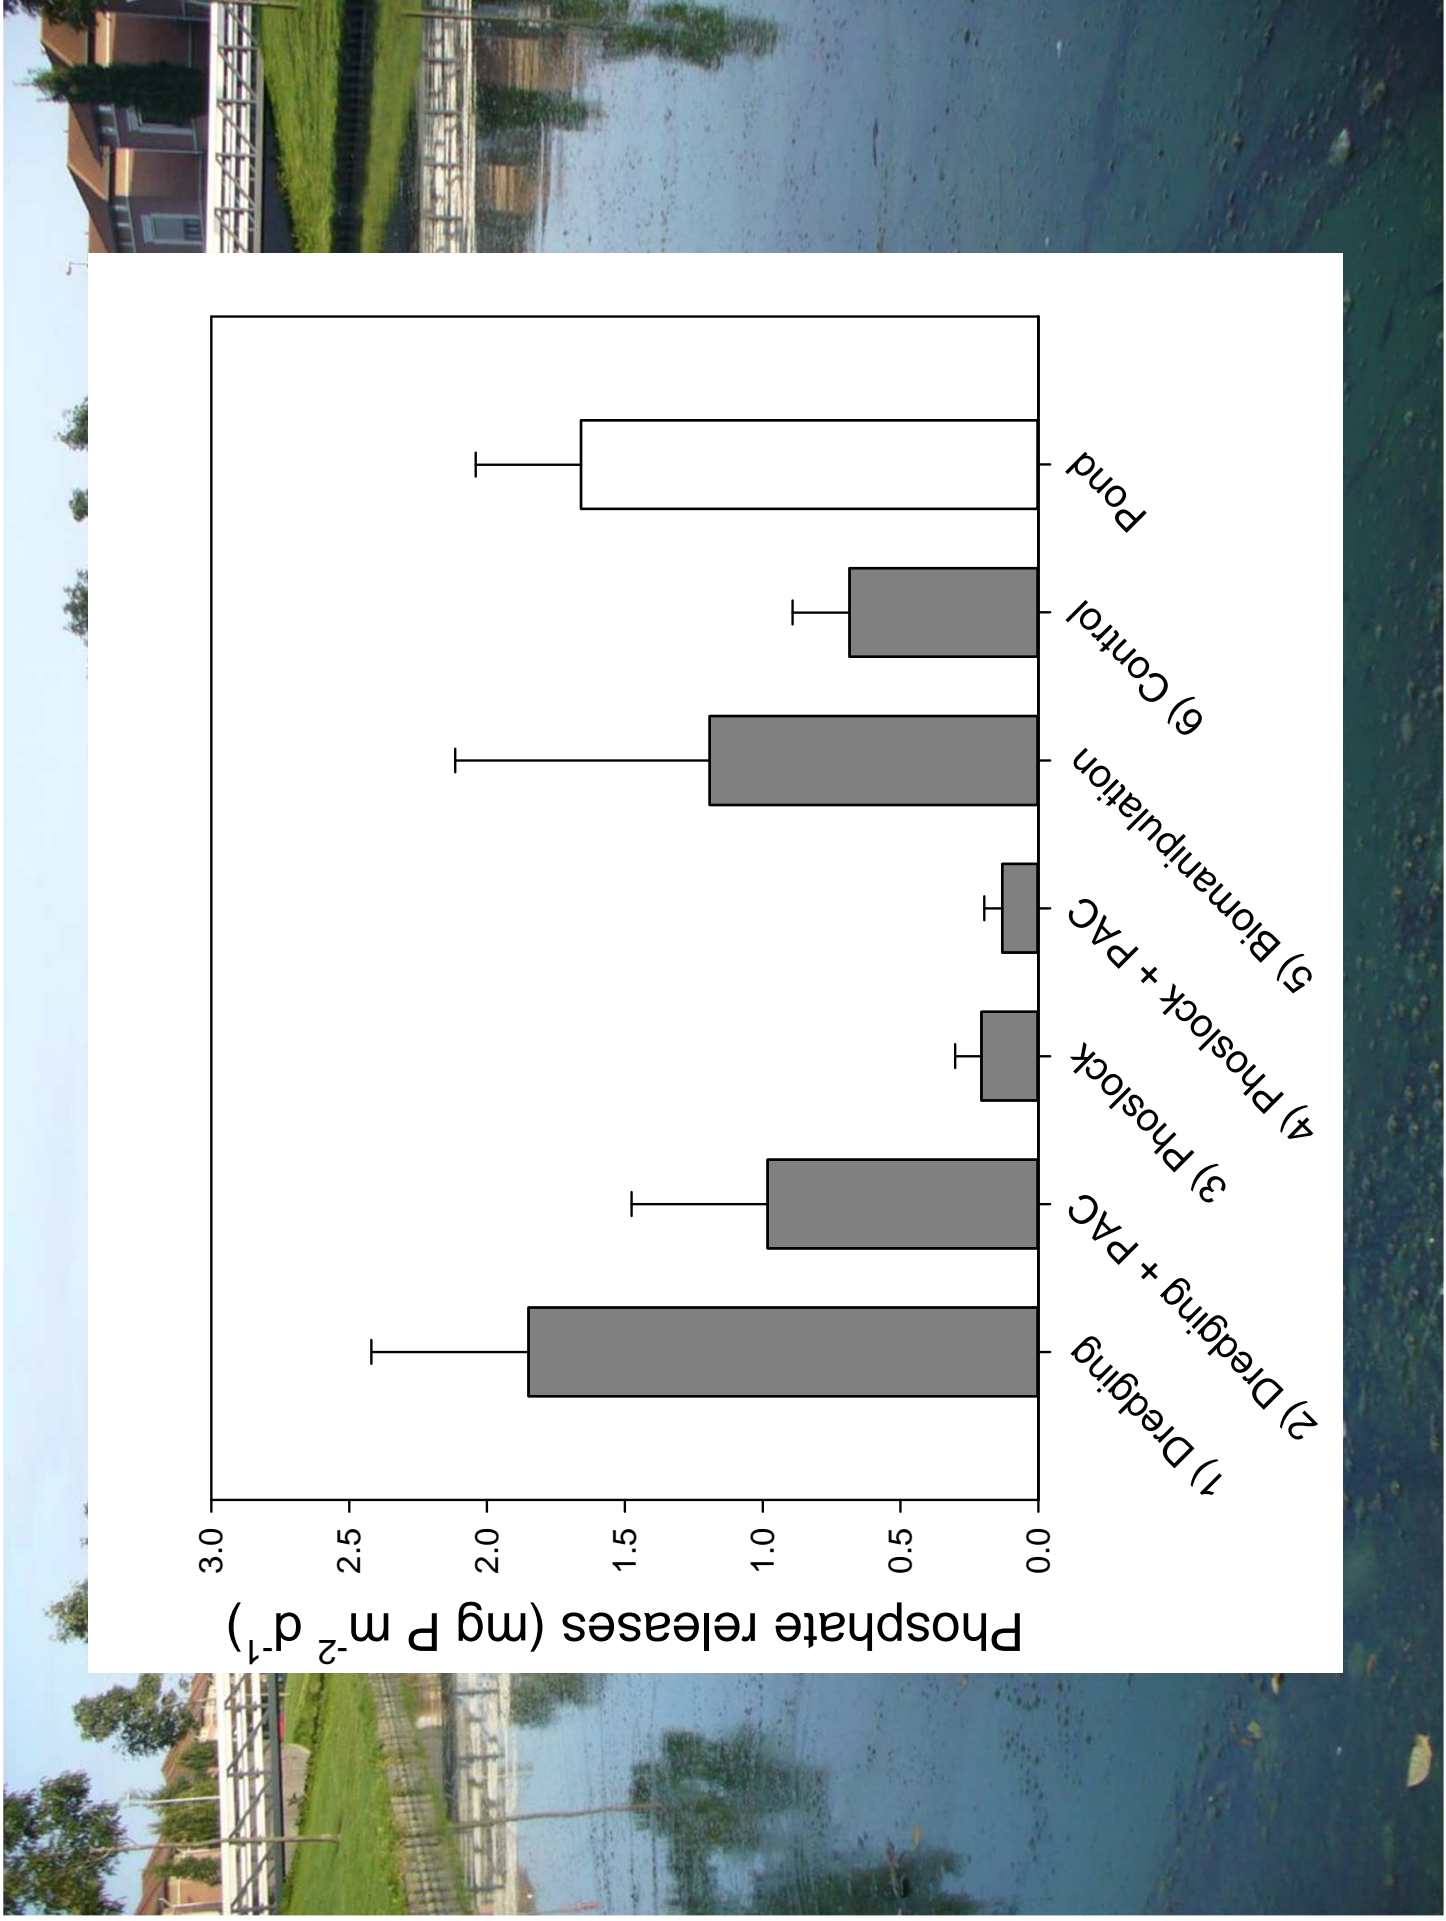 Phosphate releases (mg P m-2 d-1)
3.0
2.5
2.0
1.5
1.0
0.5
0.0
1) Dredging
2) Dredging + PAC
3) Phoslock
4) Phoslock + PAC
5) Biomanipulation
6) Control
Pond